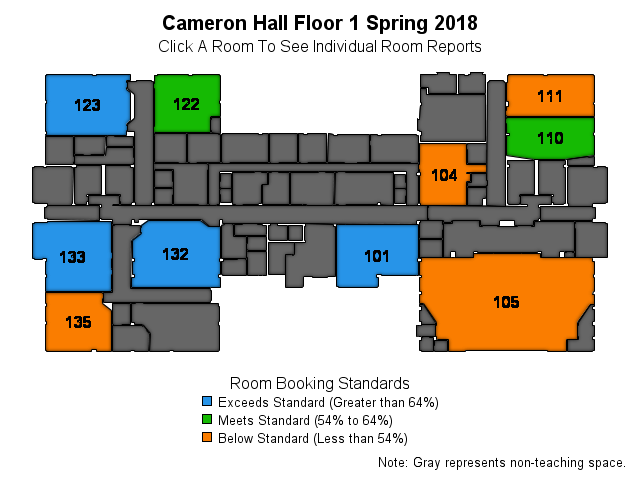 Cameron Hall Floor 1 Spring 2018
Click A Room To See Individual Room Reports
123
122
111
110
104
133
132
101
105
135
Room Booking Standards
Exceeds Standard (Greater than 64%)
Meets Standard (54% to 64%)
Below Standard (Less than 54%)
Note: Gray represents non-teaching space.